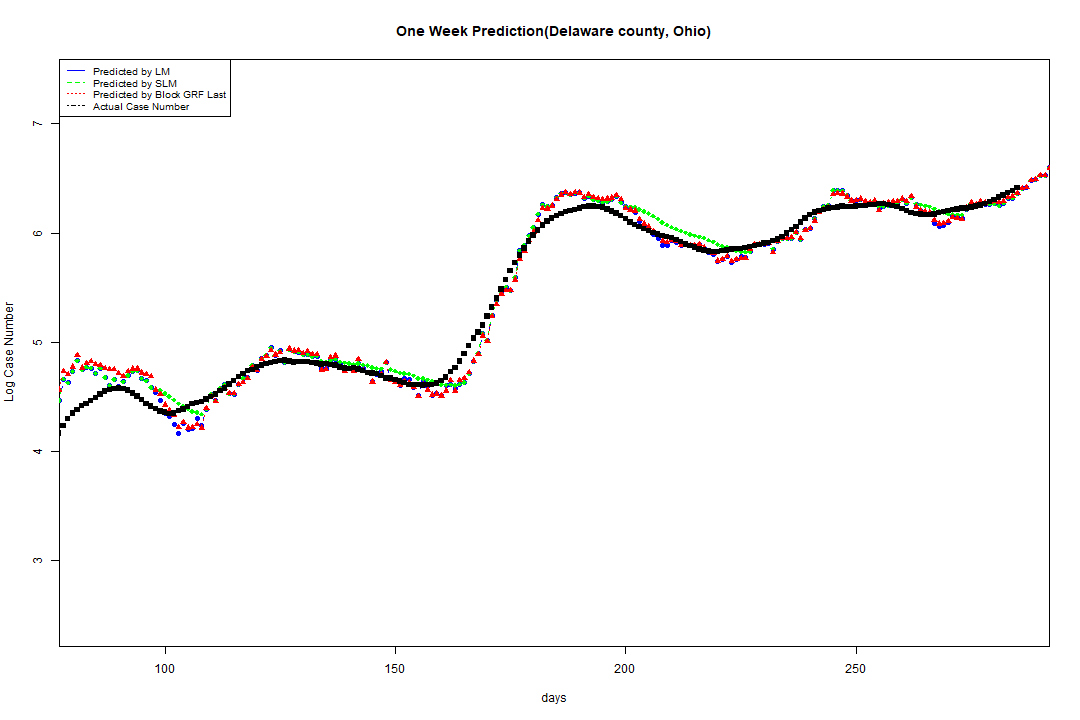 One Week Prediction(Delaware county, Ohio)
Predicted by LM
Predicted by SLM
Predicted by Block GRF Last
Actual Case Number
7
6
5
4
3
Log Case Number
100 150 200 250
days